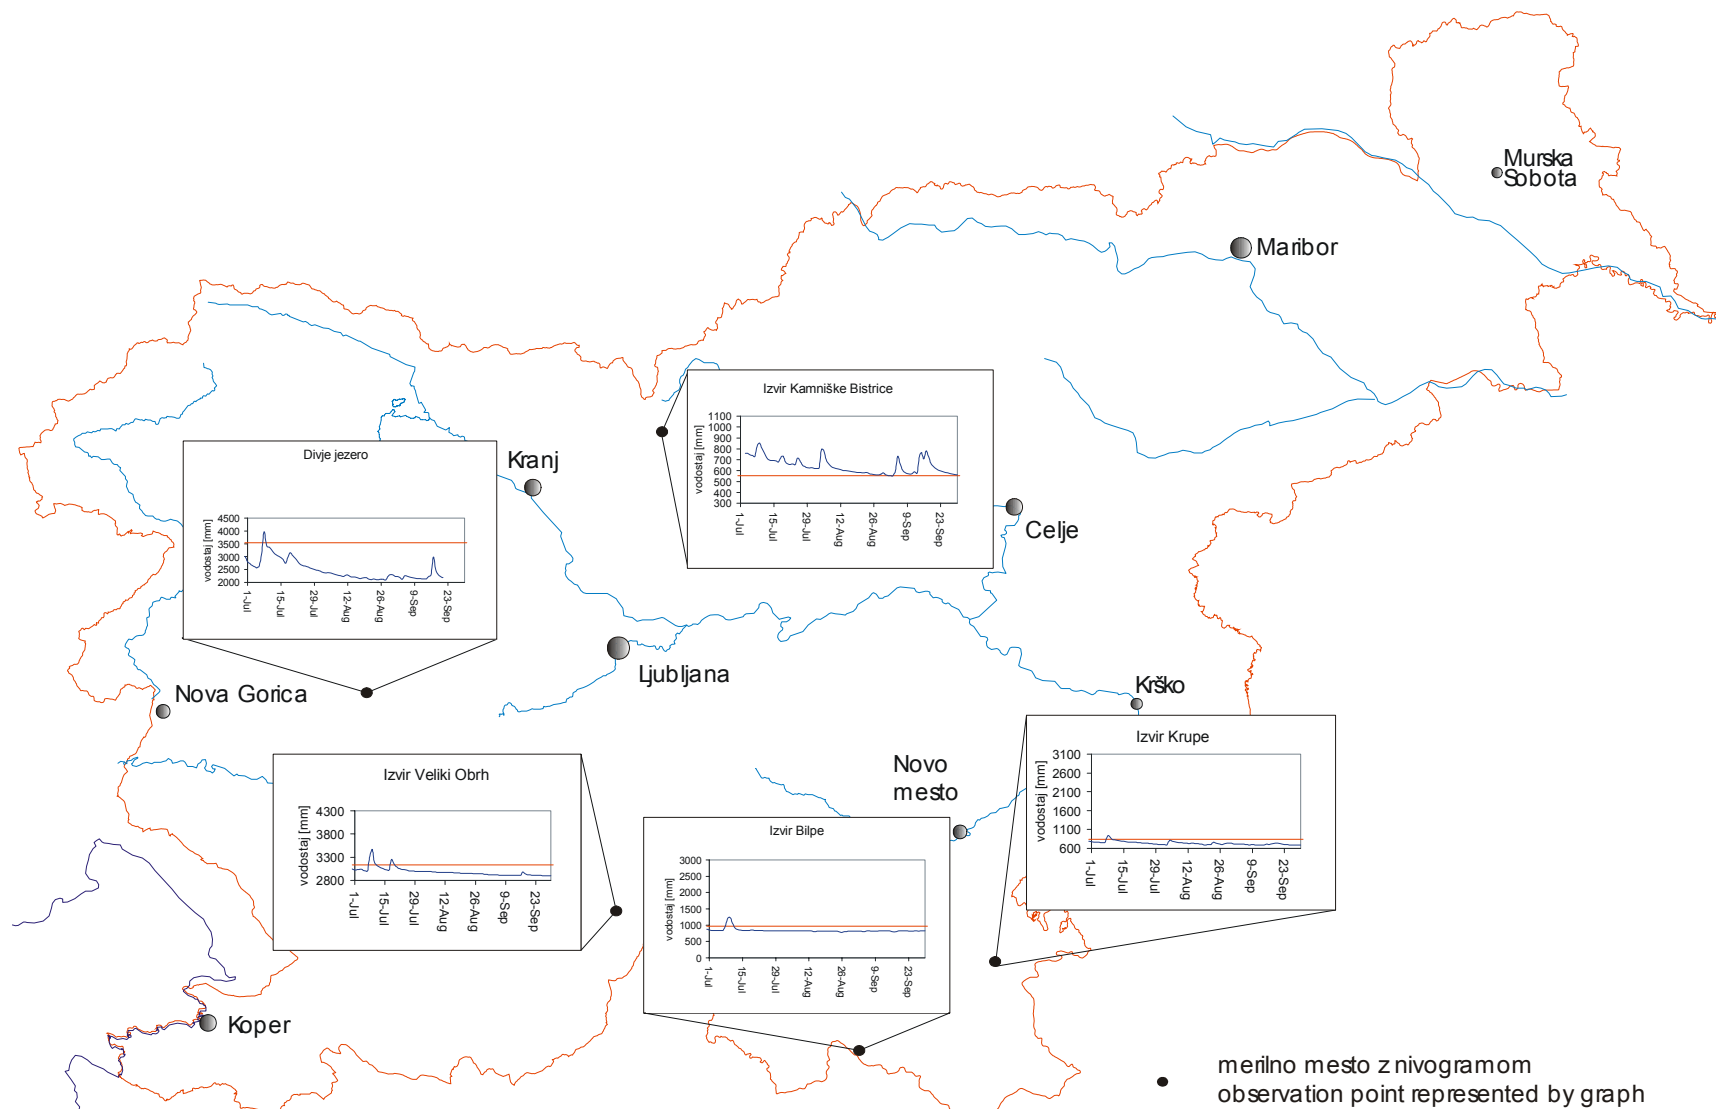 Murska
Sobota
Maribor
Izvir Kamniške Bistrice
vodostaj [mm]
1100
1000
900
800
700
600
500
400
300
1-Jul
15-Jul
29-Jul
12-Aug
26-Aug
9-Sep
23-Sep
Kranj
Celje
Divje jezero
vodostaj [mm]
4500
4000
3500
3000
2500
2000
1-Jul
15-Jul
29-Jul
12-Aug
26-Aug
9-Sep
23-Sep
Ljubljana
Nova Gorica
Krško
Izvir Krupe
vodostaj [mm]
3100
2600
2100
1600
1100
600
1-Jul
15-Jul
29-Jul
12-Aug
26-Aug
9-Sep
23-Sep
Novo
mesto
Izvir Veliki Obrh
vodostaj [mm]
4300
3800
3300
2800
1-Jul
15-Jul
29-Jul
12-Aug
26-Aug
9-Sep
23-Sep
Izvir Bilpe
vodostaj [mm]
3000
2500
2000
1500
1000
500
0
1-Jul
15-Jul
29-Jul
12-Aug
26-Aug
9-Sep
23-Sep
Koper
merilno mesto z nivogramom
observation point represented by graph